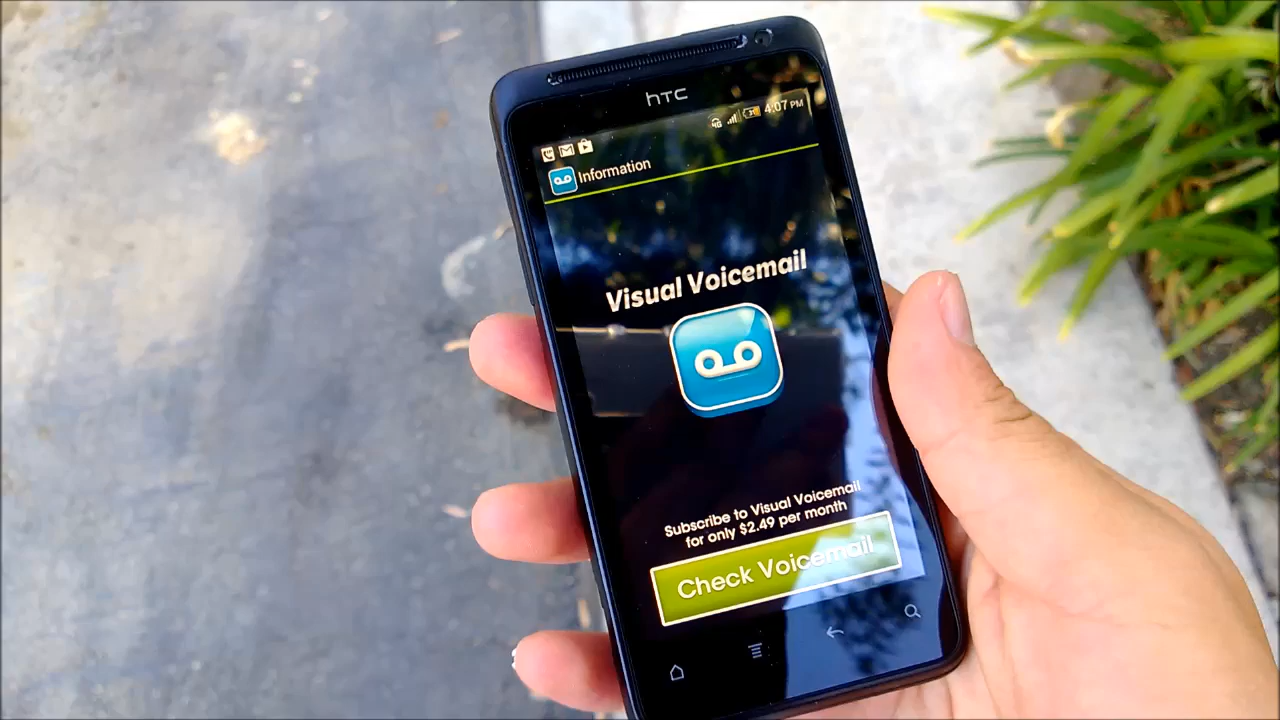 hTC
4:07 PM
Information
Visual Voicemail
Subscribe to Visual Voicemail
for only $2.49 per month
Check Voicemail